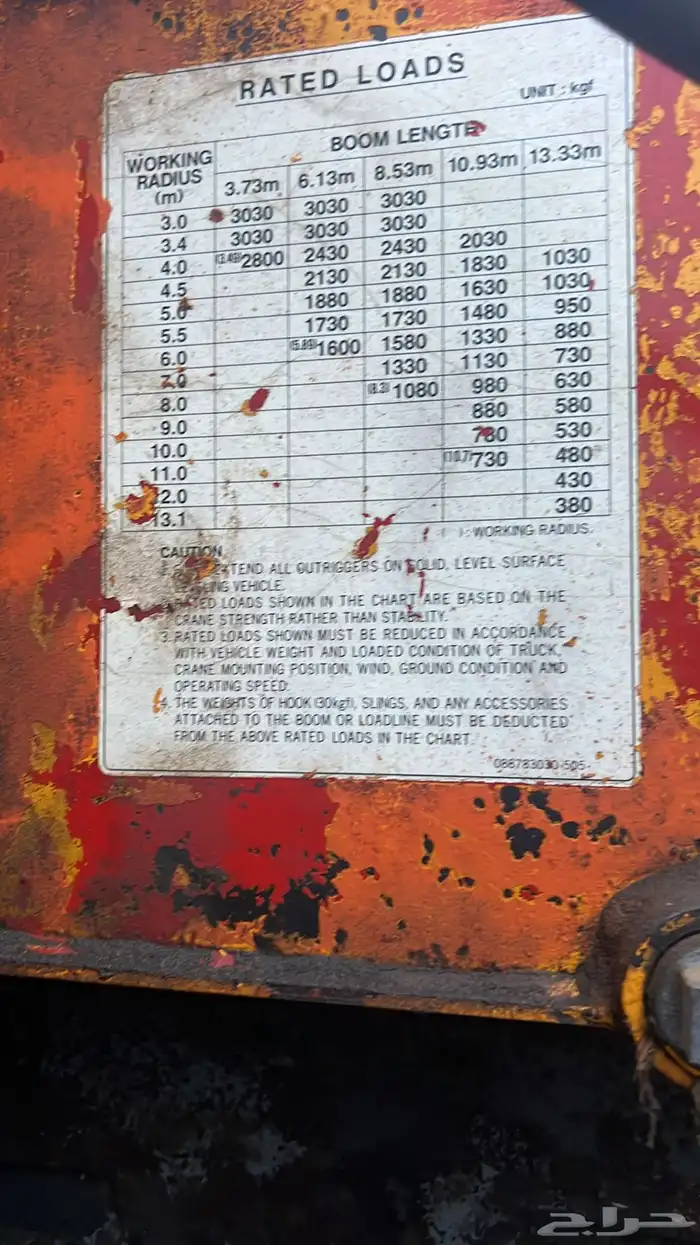 RATED LOADS
UNIT : kgf
WORKING RADIUS (m) BOOM LENGTH
3.73m 6.13m 8.53m 10.93m 13.33m
3.0 3030 3030 3030
3.4 3030 3030 3030
4.0 (3.49)2800 2430 2430 2030
4.5 2130 2130 1830 1030
5.0 1880 1880 1630 1030
5.5 1730 1730 1480 950
6.0 (5.89)1600 1580 1330 880
7.0 1330 1130 730
8.0 (8.3)1080 980 630
9.0 880 580
10.0 780 530
11.0 (10.7)730 480
12.0 430
13.1 380
( ) : WORKING RADIUS.
CAUTION
EXTEND ALL OUTRIGGERS ON SOLID, LEVEL SURFACE
VEHICLE.
RATED LOADS SHOWN IN THE CHART ARE BASED ON THE
CRANE STRENGTH RATHER THAN STABILITY.
3. RATED LOADS SHOWN MUST BE REDUCED IN ACCORDANCE
WITH VEHICLE WEIGHT AND LOADED CONDITION OF TRUCK,
CRANE MOUNTING POSITION, WIND, GROUND CONDITION AND
OPERATING SPEED.
4. THE WEIGHTS OF HOOK (30kgf), SLINGS, AND ANY ACCESSORIES
ATTACHED TO THE BOOM OR LOADLINE MUST BE DEDUCTED
FROM THE ABOVE RATED LOADS IN THE CHART.
حراج